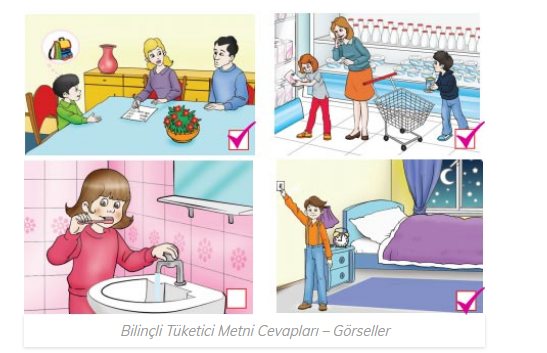 Bilinçli Tüketici Metni Cevapları – Görseller